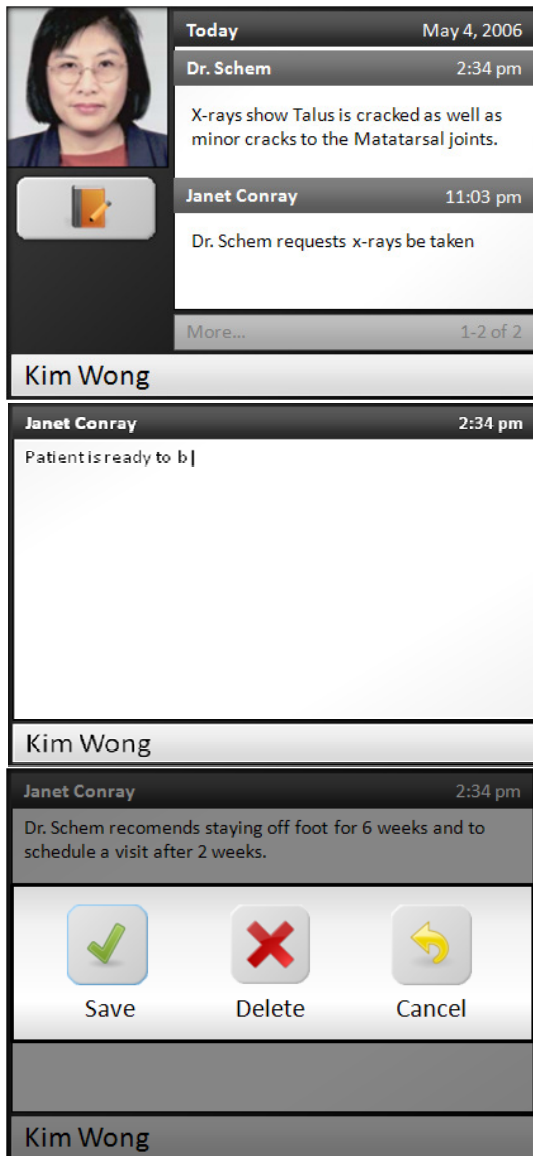 Today May 4, 2006
Dr. Schem 2:34 pm
X-rays show Talus is cracked as well as
minor cracks to the Matatarsal joints.
Janet Conray 11:03 pm
Dr. Schem requests x-rays be taken
More... 1-2 of 2
Kim Wong
Janet Conray 2:34 pm
Patient is ready to b
Kim Wong
Janet Conray 2:34 pm
Dr. Schem recomends staying off foot for 6 weeks and to
schedule a visit after 2 weeks.
Save Delete Cancel
Kim Wong